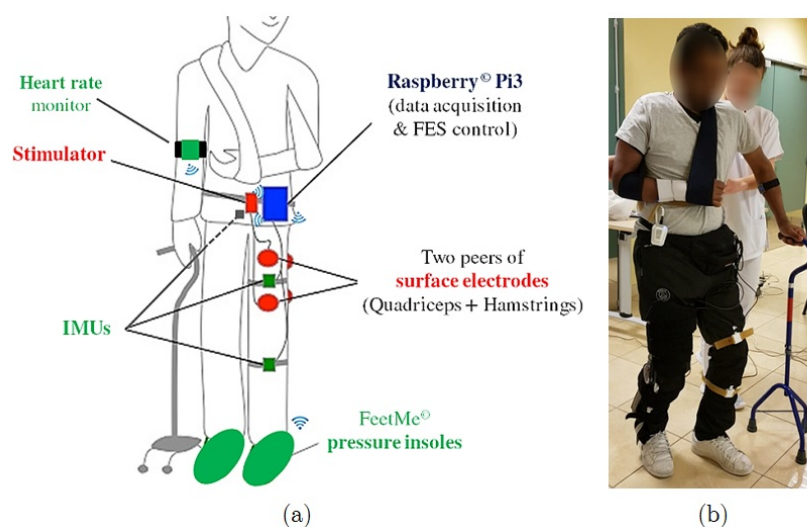 Heart rate
monitor
Stimulator
Raspberry© Pi3
(data acquisition
& FES control)
Two peers of
surface electrodes
(Quadriceps + Hamstrings)
IMUs
FeetMe©
pressure insoles
(a)
(b)